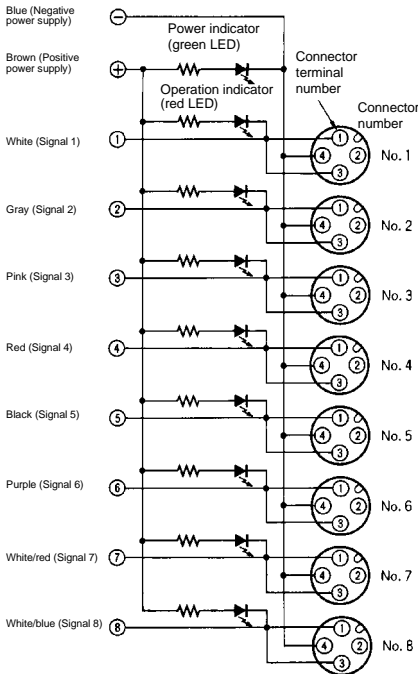 Blue (Negative
power supply)
−
Power indicator
(green LED)
Brown (Positive
power supply)
+
Connector
terminal
number
Operation indicator
(red LED)
Connector
number
White (Signal 1)
1
1
4 2
3
No. 1
Gray (Signal 2)
2
1
4 2
3
No. 2
Pink (Signal 3)
3
1
4 2
3
No. 3
Red (Signal 4)
4
1
4 2
3
No. 4
Black (Signal 5)
5
1
4 2
3
No. 5
Purple (Signal 6)
6
1
4 2
3
No. 6
White/red (Signal 7)
7
1
4 2
3
No. 7
White/blue (Signal 8)
8
1
4 2
3
No. 8